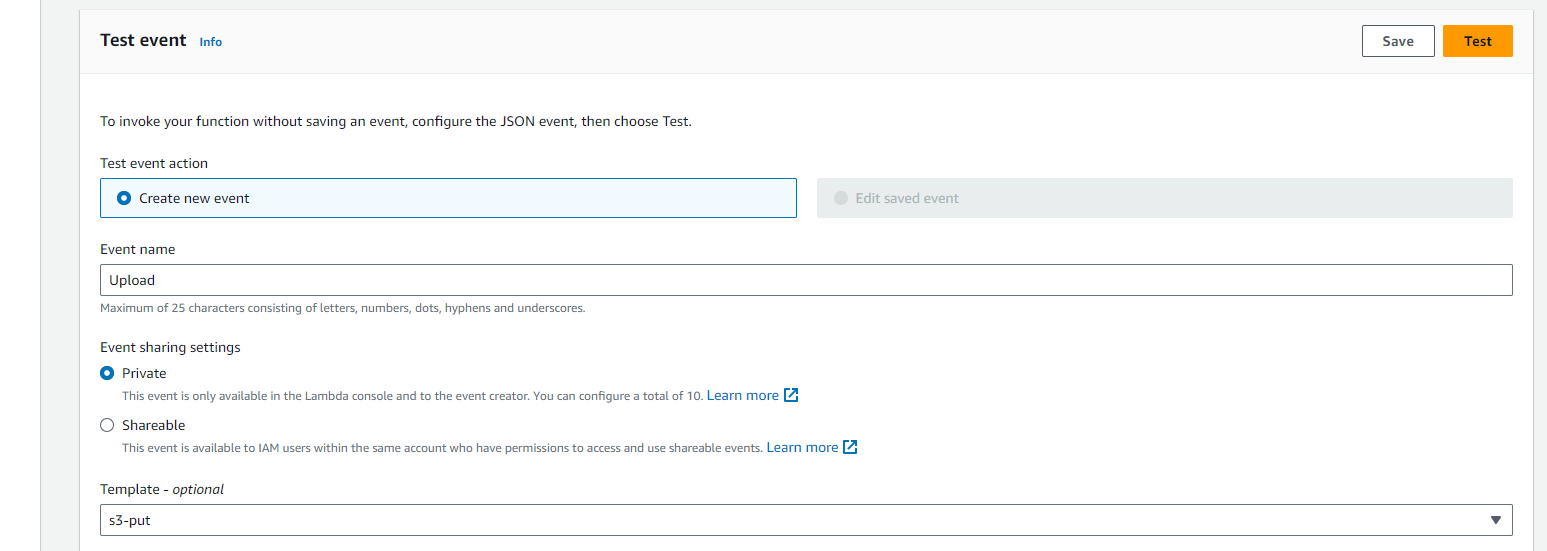 Test event Info Save Test
To invoke your function without saving an event, configure the JSON event, then choose Test.
Test event action
Create new event Edit saved event
Event name
Upload
Maximum of 25 characters consisting of letters, numbers, dots, hyphens and underscores.
Event sharing settings
Private
This event is only available in the Lambda console and to the event creator. You can configure a total of 10. Learn more
Shareable
This event is available to IAM users within the same account who have permissions to access and use shareable events. Learn more
Template - optional
s3-put